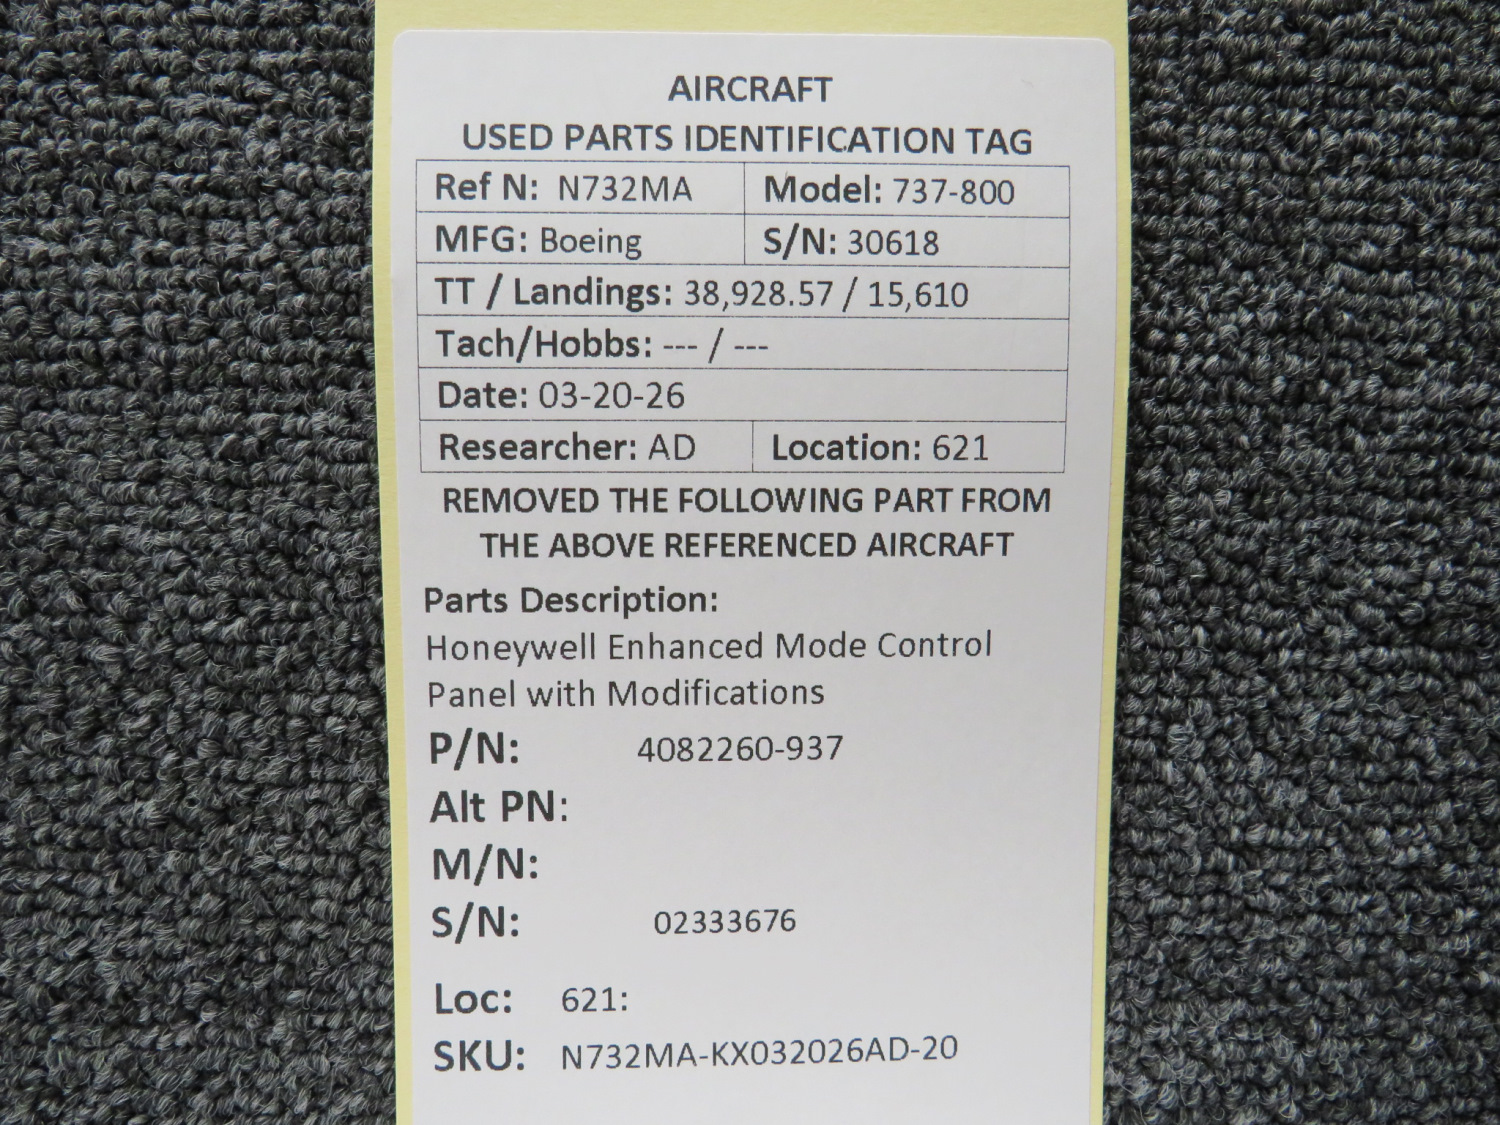 AIRCRAFT
USED PARTS IDENTIFICATION TAG
Ref N: N732MA Model: 737-800
MFG: Boeing S/N: 30618
TT / Landings: 38,928.57 / 15,610
Tach/Hobbs: --- / ---
Date: 03-20-26
Researcher: AD Location: 621
REMOVED THE FOLLOWING PART FROM
THE ABOVE REFERENCED AIRCRAFT
Parts Description:
Honeywell Enhanced Mode Control
Panel with Modifications
P/N: 4082260-937
Alt PN:
M/N:
S/N: 02333676
Loc: 621:
SKU: N732MA-KX032026AD-20